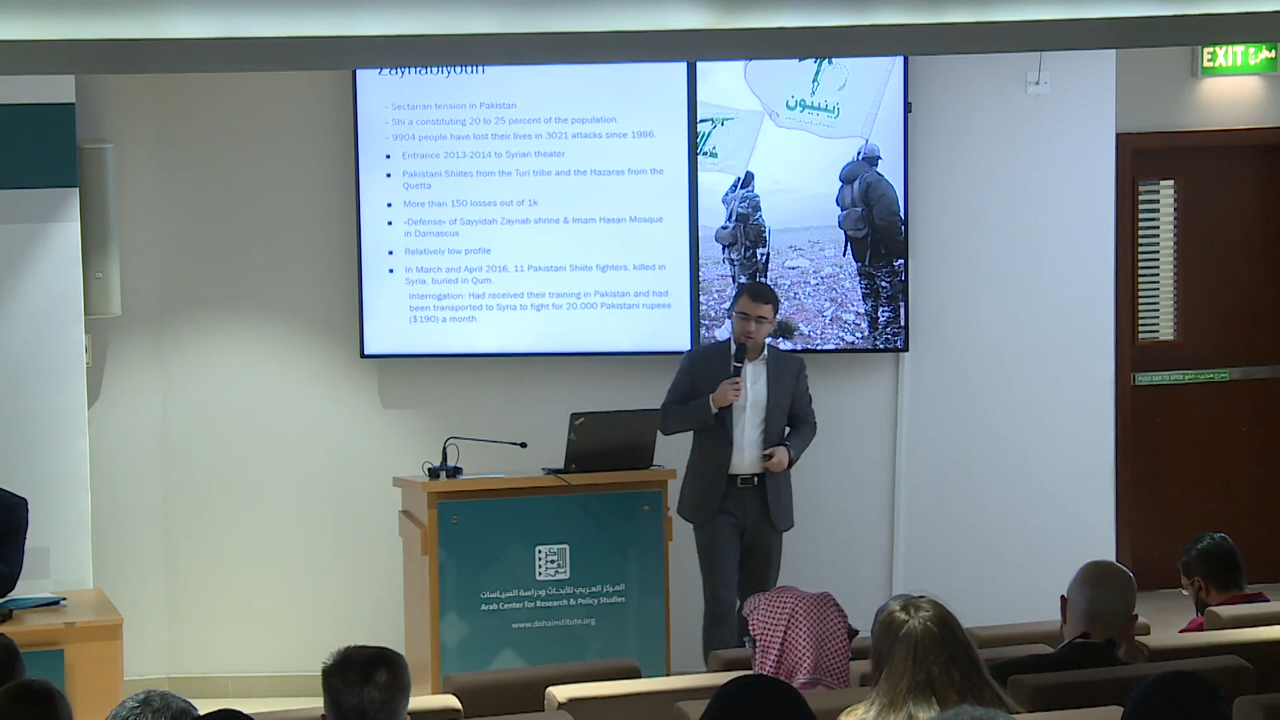 Zaynabiyoun
- Sectarian tension in Pakistan
- Shi'a constituting 20 to 25 percent of the population.
- 9904 people have lost their lives in 3021 attacks since 1986.
▪ Entrance 2013-2014 to Syrian theater
▪ Pakistani Shiites from the Turi tribe and the Hazaras from the
Quetta
▪ More than 150 losses out of 1k
▪ «Defense» of Sayyidah Zaynab shrine & Imam Hasan Mosque
in Damascus
▪ Relatively low profile
▪ In March and April 2016, 11 Pakistani Shiite fighters, killed in
Syria, buried in Qum.
Interrogation: Had received their training in Pakistan and had
been transported to Syria to fight for 20,000 Pakistani rupees
($190) a month.
زينبيون
EXIT مخرج
PUSH BAR TO OPEN
المركز العربي للأبحاث ودراسة السياسات
Arab Center for Research & Policy Studies
www.dohainstitute.org